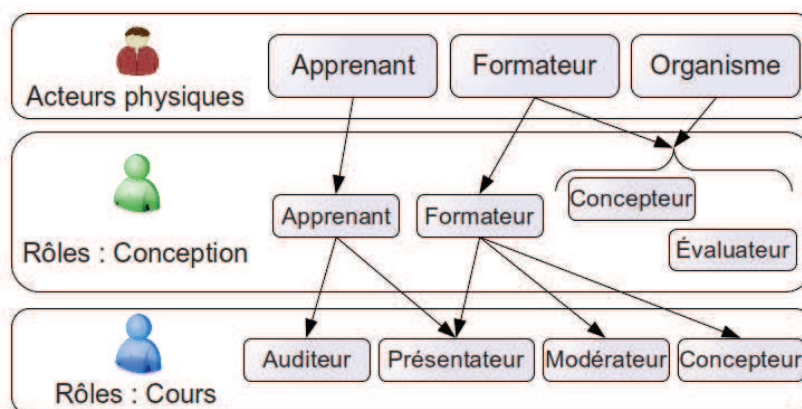 Apprenant
Formateur
Organisme
Acteurs physiques
Concepteur
Apprenant
Formateur
Évaluateur
Rôles : Conception
Auditeur
Présentateur
Modérateur
Concepteur
Rôles : Cours